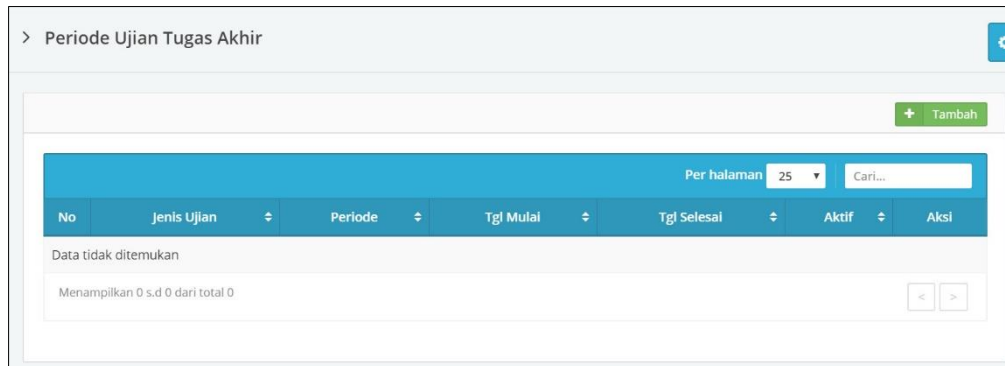 > Periode Ujian Tugas Akhir
+ Tambah
Per halaman 25 Cari...
No Jenis Ujian Periode Tgl Mulai Tgl Selesai Aktif Aksi
Data tidak ditemukan
Menampilkan 0 s.d 0 dari total 0 < >